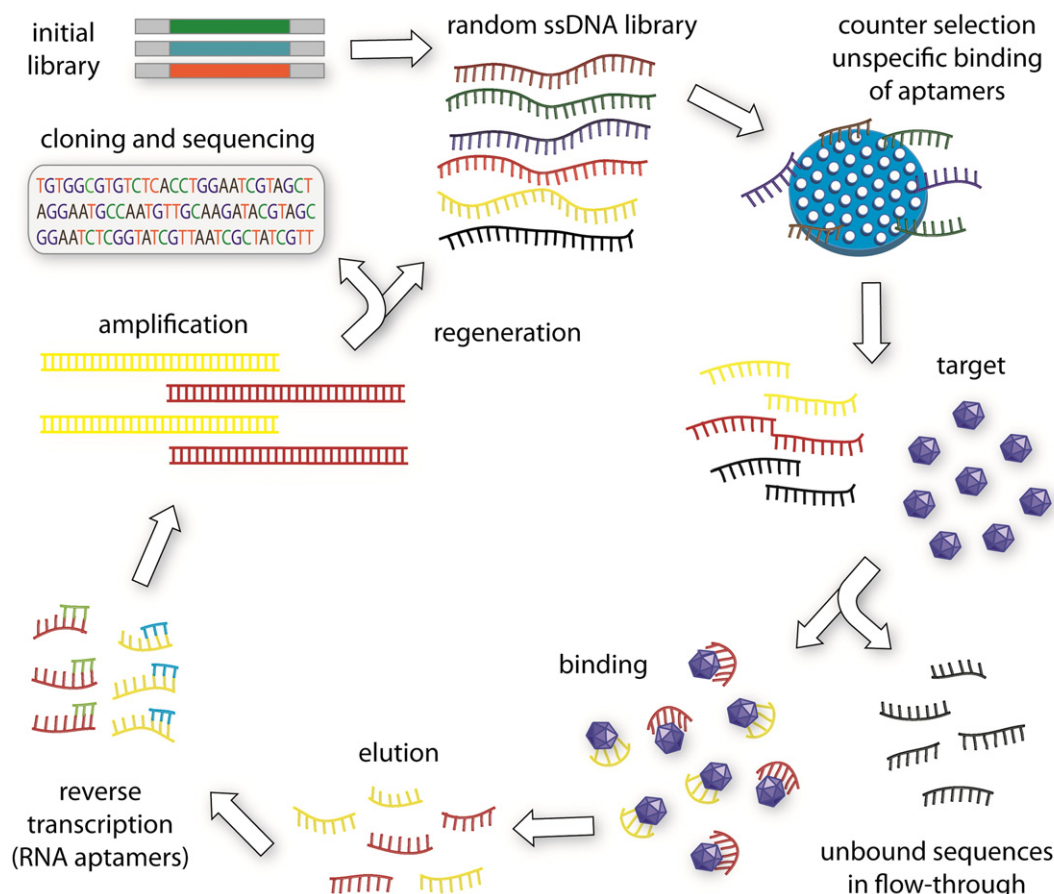 initial
library
random ssDNA library
counter selection
unspecific binding
of aptamers
cloning and sequencing
TGTGGCGTGTCTCACCTGGAATCGTAGCT
AGGAATGCCAATGTTGCAAGATACGTAGC
GGAATCTCGGTATCGTTAATCGCTATCGTT
amplification
regeneration
target
binding
elution
reverse
transcription
(RNA aptamers)
unbound sequences
in flow-through